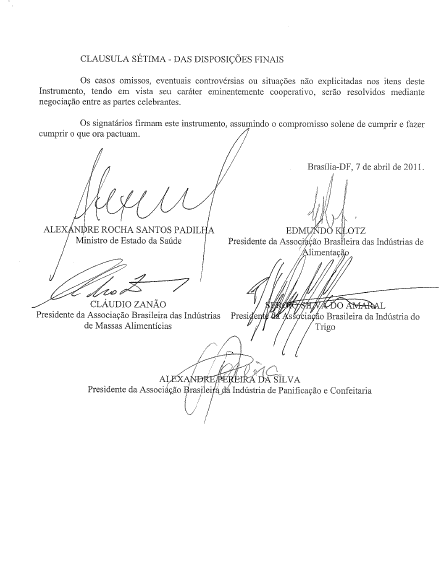 CLAUSULA SÉTIMA - DAS DISPOSIÇÕES FINAIS
Os casos omissos, eventuais controvérsias ou situações não explicitadas nos itens deste
Instrumento, tendo em vista seu caráter eminentemente cooperativo, serão resolvidos mediante
negociação entre as partes celebrantes.
Os signatários firmam este instrumento, assumindo o compromisso solene de cumprir e fazer
cumprir o que ora pactuam.
Brasília-DF, 7 de abril de 2011.
ALEXANDRE ROCHA SANTOS PADILHA
Ministro de Estado da Saúde
EDMUNDO KLOTZ
Presidente da Associação Brasileira das Indústrias de
Alimentação
CLÁUDIO ZANÃO
Presidente da Associação Brasileira das Indústrias
de Massas Alimentícias
SILVA DO AMARAL
Presidente da Associação Brasileira da Indústria do
Trigo
ALEXANDRE PEREIRA DA SILVA
Presidente da Associação Brasileira da Indústria de Panificação e Confeitaria